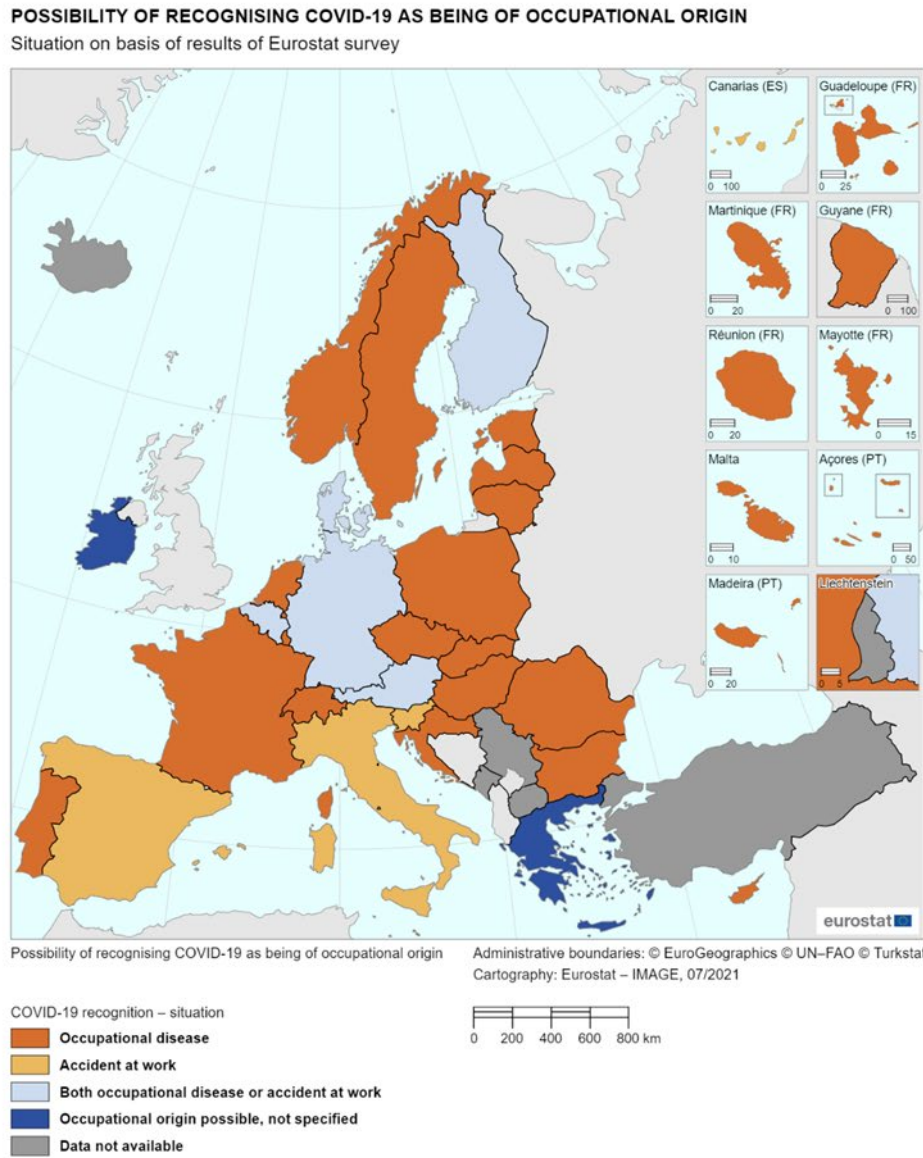 POSSIBILITY OF RECOGNISING COVID-19 AS BEING OF OCCUPATIONAL ORIGIN
Situation on basis of results of Eurostat survey
Canarias (ES)
0 100
Guadeloupe (FR)
0 25
Martinique (FR)
0 20
Guyane (FR)
0 100
Réunion (FR)
0 20
Mayotte (FR)
0 15
Malta
0 10
Açores (PT)
0 50
Madeira (PT)
0 20
Liechtenstein
0 5
eurostat
Possibility of recognising COVID-19 as being of occupational origin
Administrative boundaries: © EuroGeographics © UN–FAO © Turkstat
Cartography: Eurostat – IMAGE, 07/2021
COVID-19 recognition – situation
Occupational disease
Accident at work
Both occupational disease or accident at work
Occupational origin possible, not specified
Data not available
0 200 400 600 800 km